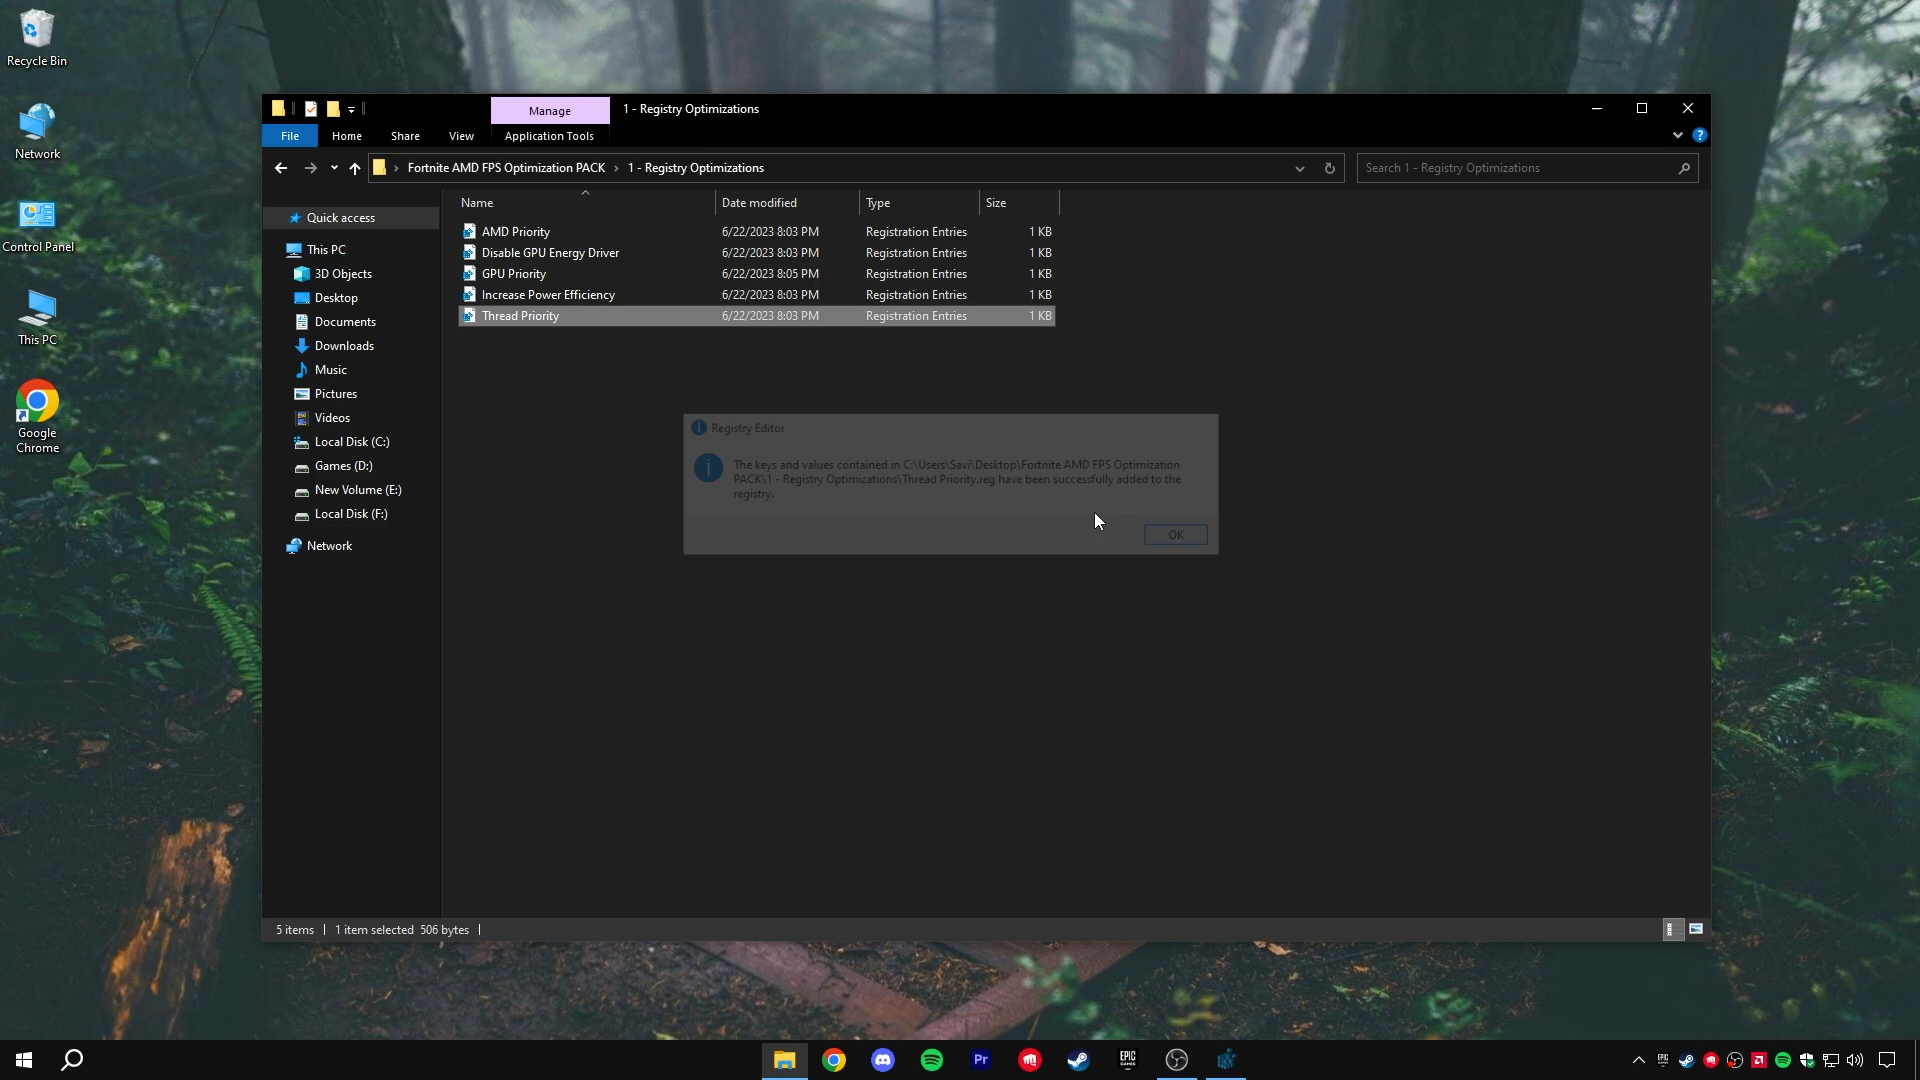 Recycle Bin
Network
Control Panel
This PC
Google
Chrome
Manage
1 - Registry Optimizations
File
Home
Share
View
Application Tools
Fortnite AMD FPS Optimization PACK
1 - Registry Optimizations
Search 1 - Registry Optimizations
Name
Date modified
Type
Size
AMD Priority 6/22/2023 8:03 PM Registration Entries 1 KB
Disable GPU Energy Driver 6/22/2023 8:03 PM Registration Entries 1 KB
GPU Priority 6/22/2023 8:05 PM Registration Entries 1 KB
Increase Power Efficiency 6/22/2023 8:03 PM Registration Entries 1 KB
Thread Priority 6/22/2023 8:03 PM Registration Entries 1 KB
Quick access
This PC
3D Objects
Desktop
Documents
Downloads
Music
Pictures
Videos
Local Disk (C:)
Games (D:)
New Volume (E:)
Local Disk (F:)
Network
Registry Editor
The keys and values contained in C:\Users\Savi\Desktop\Fortnite AMD FPS Optimization
PACK\1 - Registry Optimizations\Thread Priority.reg have been successfully added to the
registry.
OK
5 items
1 item selected 506 bytes
Pr
EPIC
GAMES
EPIC